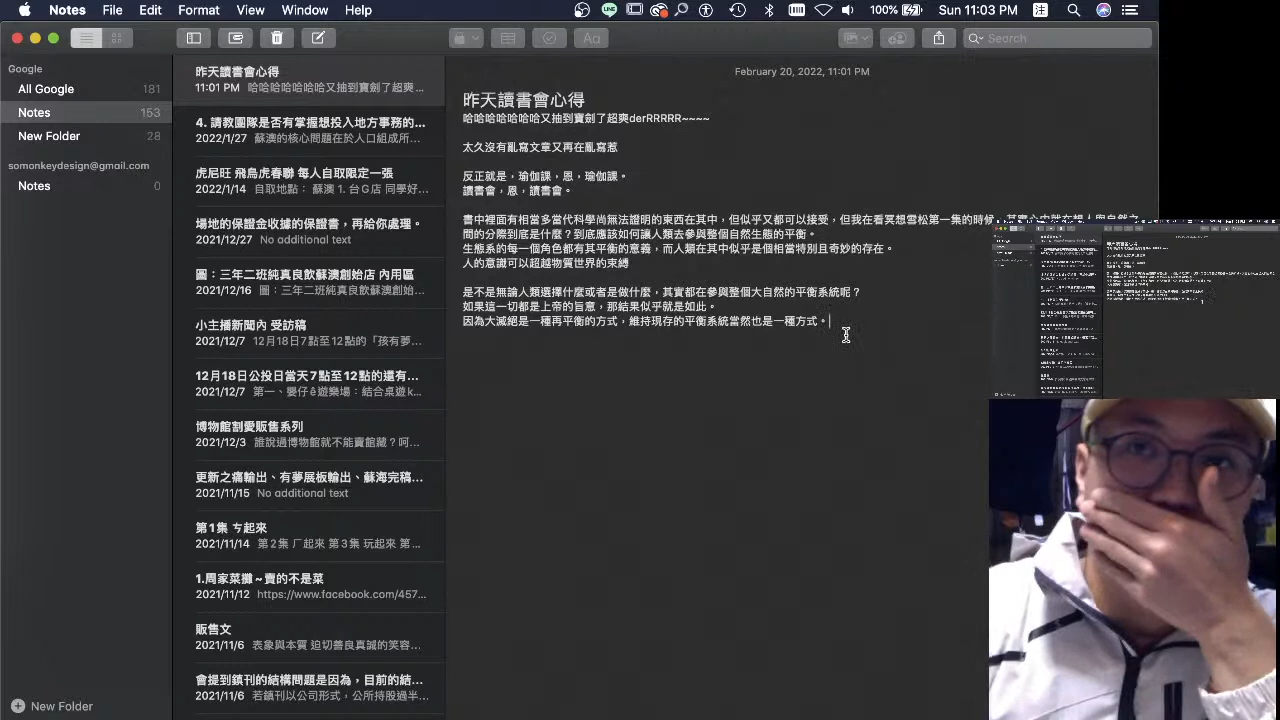 Notes File Edit Format View Window Help 100% Sun 11:03 PM
Aa Search
Google
All Google 181
Notes 153
New Folder 28
somonkeydesign@gmail.com
Notes 0
New Folder
昨天讀書會心得
11:01 PM 哈哈哈哈哈哈哈又抽到寶劍了超爽...
4. 請教團隊是否有掌握想投入地方事務的...
2022/1/27 蘇澳的核心問題在於人口組成所...
虎尼旺 飛鳥虎春聯 每人自取限定一張
2022/1/14 自取地點： 蘇澳 1. 台G店 同學好...
場地的保證金收據的保證書，再給你處理。
2021/12/27 No additional text
圖：三年二班純真喜歡蘇澳創始店 內用區
2021/12/16 圖：三年二班純真喜歡蘇澳創始...
小主播新聞內 受訪稿
2021/12/7 12月18日7點至12點的「孩有夢...
12月18日公投日當天7點至12點的還有...
2021/12/7 第一、嬰仔ê遊樂場：結合桌遊k...
博物館割愛販售系列
2021/12/3 誰說過博物館就不能賣館藏？呵...
更新之痛輸出、有夢展板輸出、蘇海完稿...
2021/11/15 No additional text
第1集 ㄘ起來
2021/11/14 第2集 ㄏ起來 第3集 玩起來 第...
1.周家菜攤~賣的不是菜
2021/11/12 https://www.facebook.com/457...
販售文
2021/11/6 表象與本質 迫切善良真誠的笑容...
會提到鎮刊的結構問題是因為，目前的結...
2021/11/6 若鎮刊以公司形式，公所持股過半...
February 20, 2022, 11:01 PM
昨天讀書會心得
哈哈哈哈哈哈哈又抽到寶劍了超爽derRRRRR~~~~
太久沒有亂寫文章又再在亂寫惹
反正就是，瑜伽課，恩，瑜伽課。
讀書會，恩，讀書會。
書中裡面有相當多當代科學尚無法證明的東西在其中，但似乎又都可以接受，但我在看冥想雪松第一集的時候，其實心中就在想人與自然之
間的分際到底是什麼？到底應該如何讓人類去參與整個自然生態的平衡。
生態系的每一個角色都有其平衡的意義，而人類在其中似乎是個相當特別且奇妙的存在。
人的意識可以超越物質世界的束縛
是不是無論人類選擇什麼或者是做什麼，其實都在參與整個大自然的平衡系統呢？
如果這一切都是上帝的旨意，那結果似乎就是如此。
因為大滅絕是一種再平衡的方式，維持現存的平衡系統當然也是一種方式。